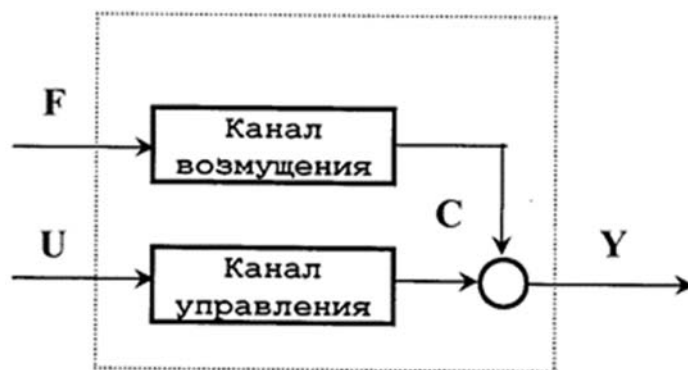 F
Канал
возмущения
C
U
Y
Канал
управления